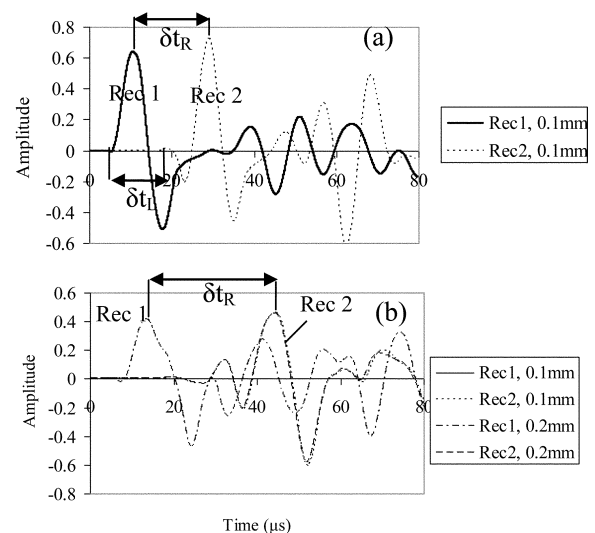 0.8
δtR
(a)
0.6
0.4
Rec 1
Rec 2
0.2
0
0
20
40
60
80
-0.2
δtL
-0.4
-0.6
Amplitude
Rec1, 0.1mm
Rec2, 0.1mm
0.6
δtR
Rec 1
Rec 2
(b)
0.4
0.2
0
0
20
40
60
80
-0.2
-0.4
-0.6
-0.8
Amplitude
Rec1, 0.1mm
Rec2, 0.1mm
Rec1, 0.2mm
Rec2, 0.2mm
Time (μs)